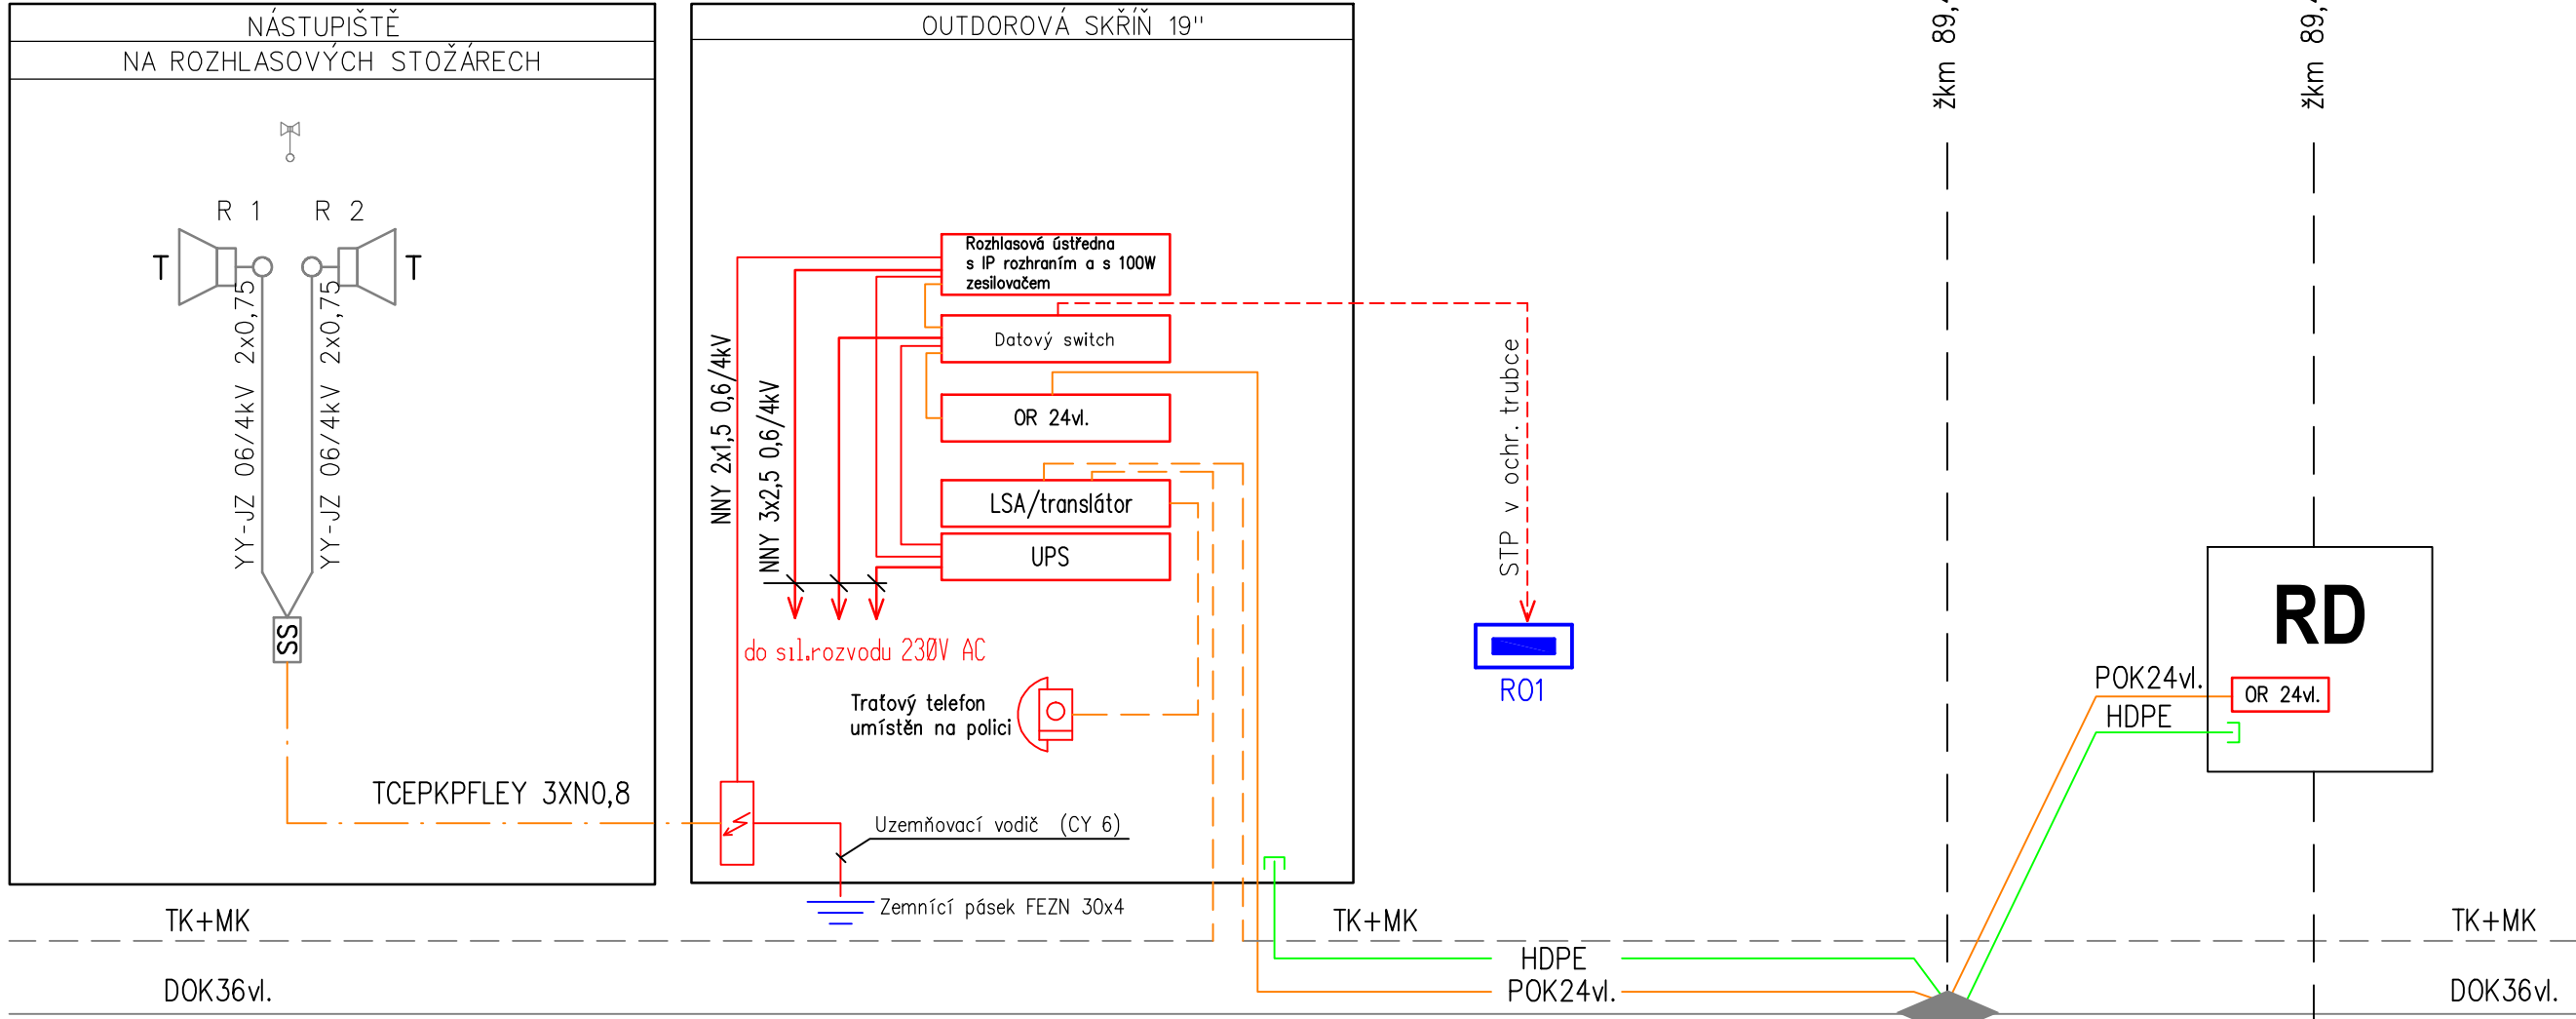 NÁSTUPIŠTĚ
NA ROZHLASOVÝCH STOŽÁRECH
R 1
R 2
T
T
YY-JZ 06/4kV 2x0,75
YY-JZ 06/4kV 2x0,75
SS
TCEPKPFLEY 3XN0,8
OUTDOROVÁ SKŘÍŇ 19"
Rozhlasová ústředna
s IP rozhraním a s 100W
zesilovačem
Datový switch
OR 24vl.
LSA/translátor
UPS
NNY 2x1,5 0,6/4kV
NNY 3x2,5 0,6/4kV
do sil.rozvodu 230V AC
Traťový telefon
umístěn na polici
Uzemňovací vodič (CY 6)
Zemnící pásek FEZN 30x4
STP v ochr. trubce
RO1
žkm 89,4
žkm 89,4
RD
OR 24vl.
POK24vl.
HDPE
TK+MK
TK+MK
TK+MK
HDPE
POK24vl.
DOK36vl.
DOK36vl.